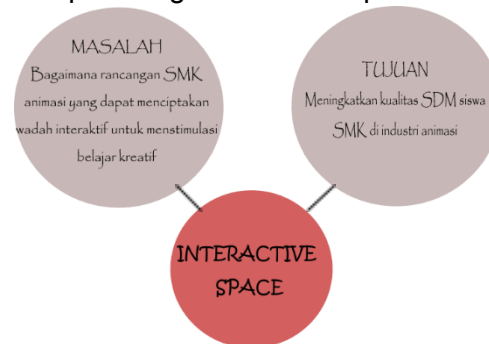 MASALAH
Bagaimana rancangan SMK
animasi yang dapat menciptakan
wadah interaktif untuk menstimulasi
belajar kreatif
TUJUAN
Meningkatkan kualitas SDM siswa
SMK di industri animasi
INTERACTIVE
SPACE